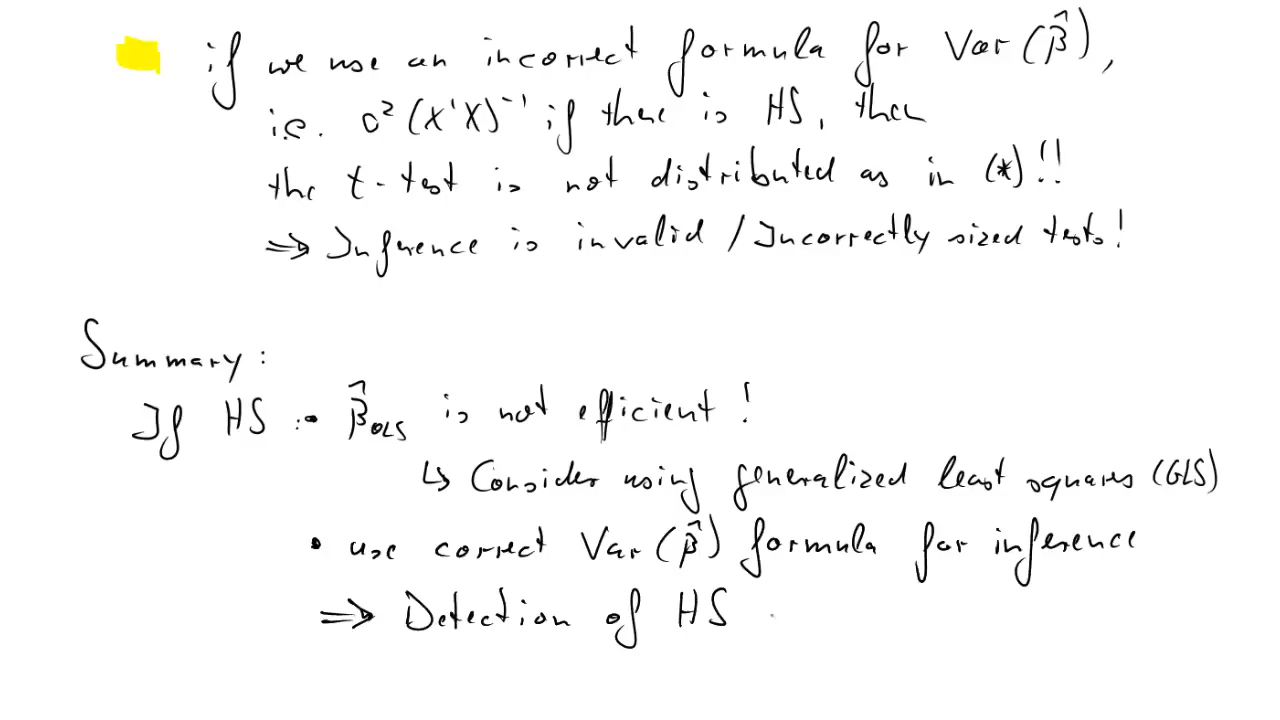 if we use an incorrect formula for Var(β̂),
i.e. σ²(X'X)⁻¹ if there is HS, then
the t-test is not distributed as in (*)!!
⇒ Inference is invalid / Incorrectly sized tests!
Summary:
If HS: • β̂OLS is not efficient!
↳ Consider using generalized least squares (GLS)
• use correct Var(β̂) formula for inference
⇒ Detection of HS